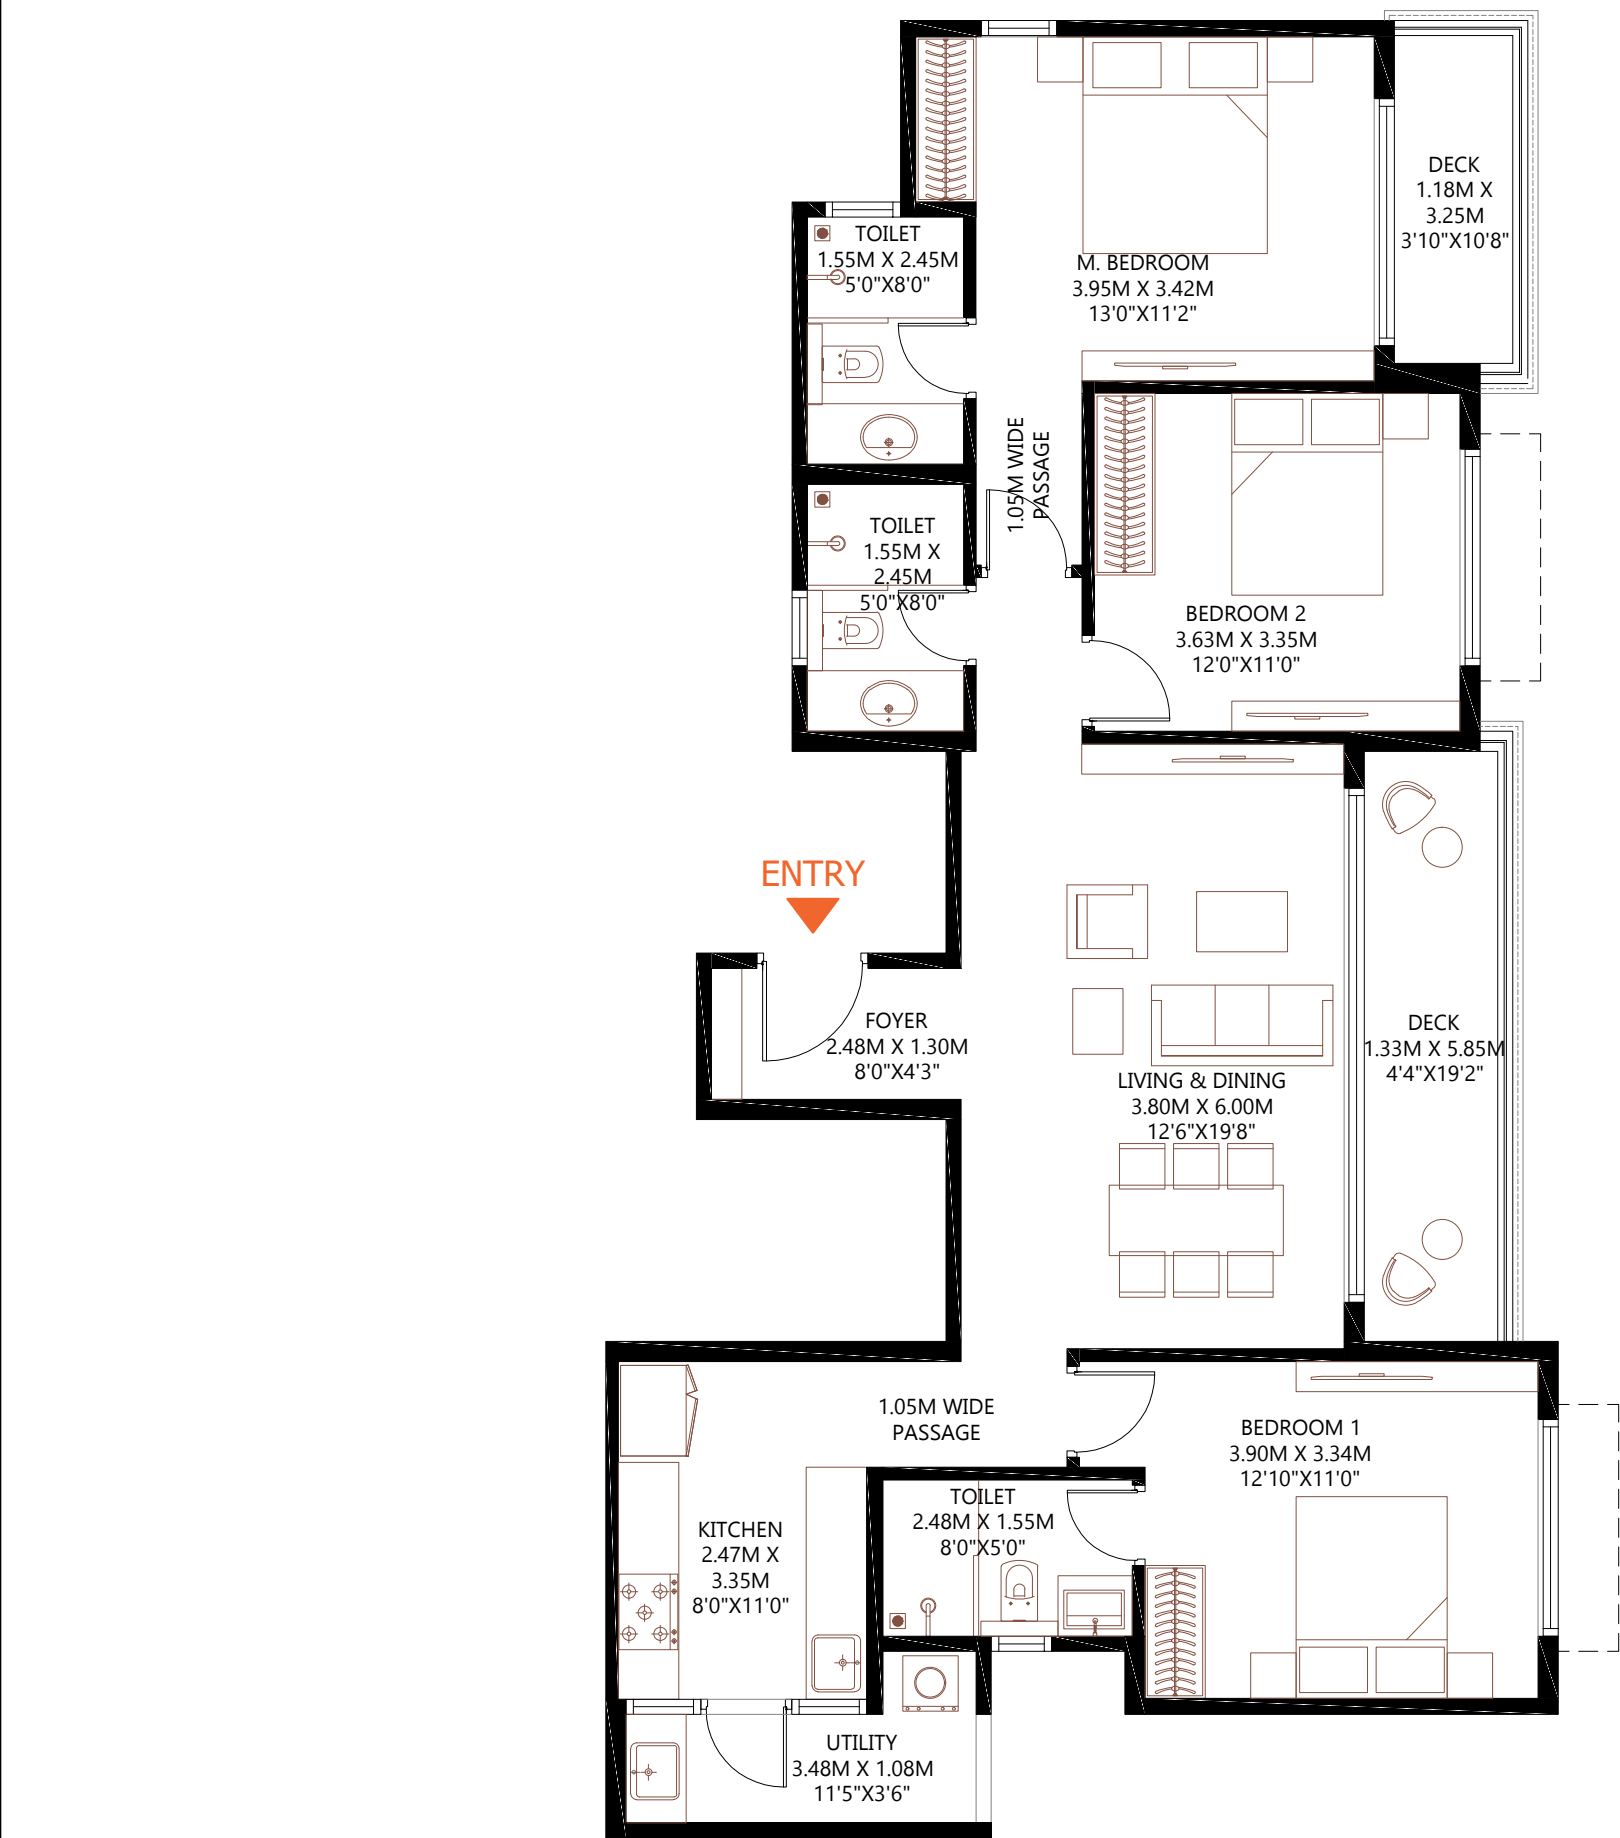 DECK
1.18M X
3.25M
3'10"X10'8"
TOILET
1.55M X 2.45M
5'0"X8'0"
M. BEDROOM
3.95M X 3.42M
13'0"X11'2"
1.05M WIDE
PASSAGE
TOILET
1.55M X
2.45M
5'0"X8'0"
BEDROOM 2
3.63M X 3.35M
12'0"X11'0"
ENTRY
FOYER
2.48M X 1.30M
8'0"X4'3"
DECK
1.33M X 5.85M
4'4"X19'2"
LIVING & DINING
3.80M X 6.00M
12'6"X19'8"
1.05M WIDE
PASSAGE
BEDROOM 1
3.90M X 3.34M
12'10"X11'0"
TOILET
2.48M X 1.55M
8'0"X5'0"
KITCHEN
2.47M X
3.35M
8'0"X11'0"
UTILITY
3.48M X 1.08M
11'5"X3'6"